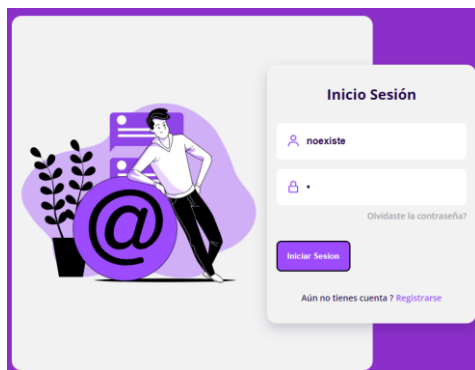 Inicio Sesión
noexiste
•
Olvidaste la contraseña?
Iniciar Sesion
Aún no tienes cuenta ? Registrarse
@